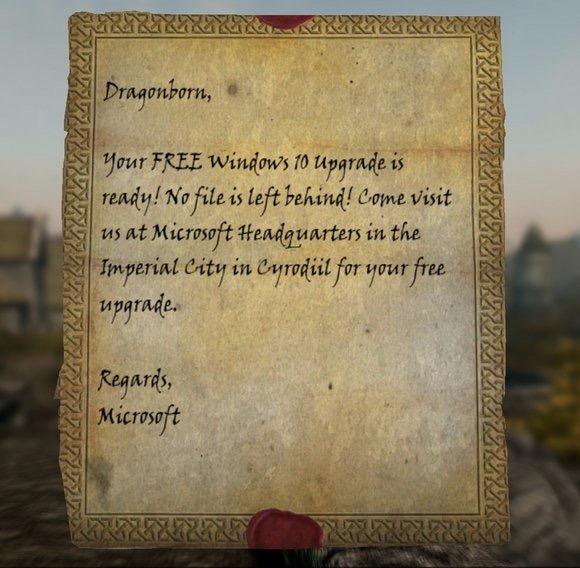 Dragonborn,
Your FREE Windows 10 Upgrade is
ready! No file is left behind! Come visit
us at Microsoft Headquarters in the
Imperial City in Cyrodiil for your free
upgrade.
Regards,
Microsoft